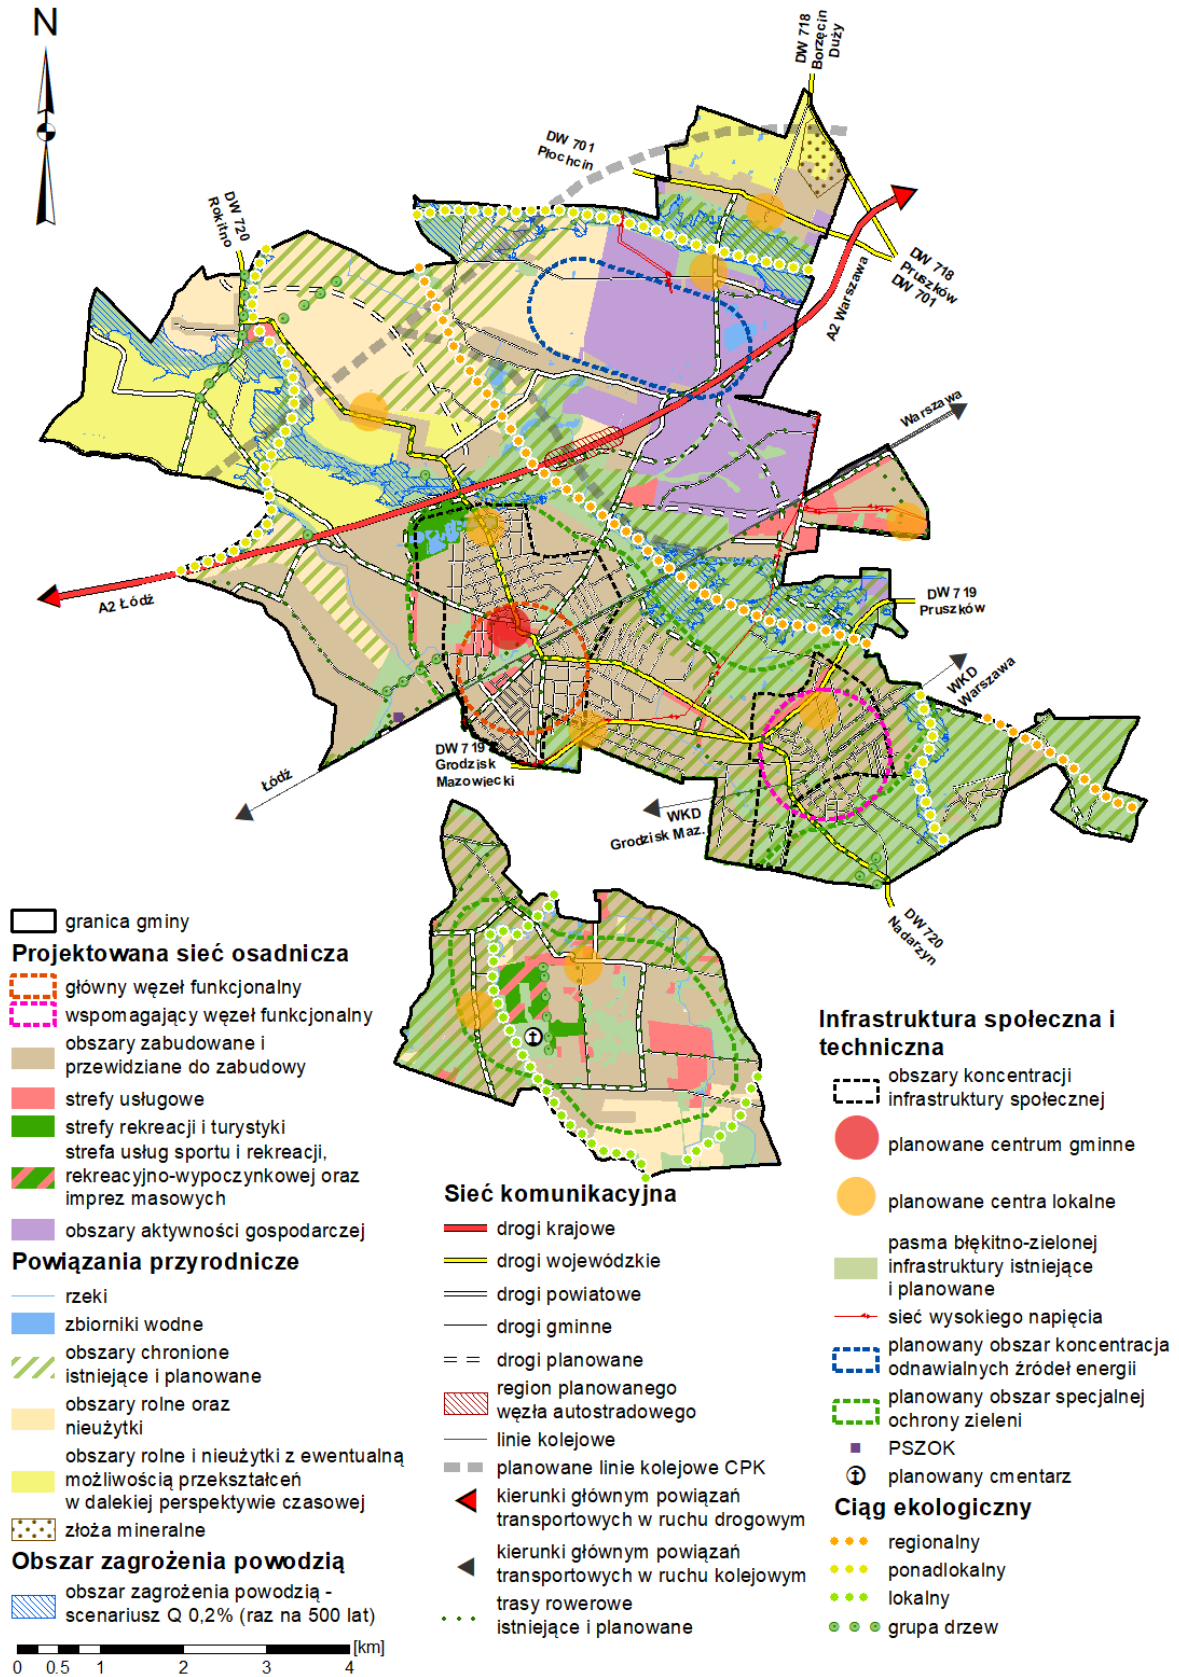 N
DW 718
Borzęcin
Duży
DW 701
Płochcin
DW 720
Rokitno
DW 718
Pruszków
DW 701
A2 Warszawa
Warszawa
A2 Łódź
DW 719
Pruszków
WKD
Warszawa
DW 719
Grodzisk
Mazowiecki
Łódź
WKD
Grodzisk Maz.
DW 720
Nadarzyn
granica gminy
Projektowana sieć osadnicza
główny węzeł funkcjonalny
wspomagający węzeł funkcjonalny
obszary zabudowane i
przewidziane do zabudowy
strefy usługowe
strefy rekreacji i turystyki
strefa usług sportu i rekreacji,
rekreacyjno-wypoczynkowej oraz
imprez masowych
obszary aktywności gospodarczej
Powiązania przyrodnicze
rzeki
zbiorniki wodne
obszary chronione
istniejące i planowane
obszary rolne oraz
nieużytki
obszary rolne i nieużytki z ewentualną
możliwością przekształceń
w dalekiej perspektywie czasowej
złoża mineralne
Obszar zagrożenia powodzią
obszar zagrożenia powodzią -
scenariusz Q 0,2% (raz na 500 lat)
[km]
0 0.5 1 2 3 4
Sieć komunikacyjna
drogi krajowe
drogi wojewódzkie
drogi powiatowe
drogi gminne
drogi planowane
region planowanego
węzła autostradowego
linie kolejowe
planowane linie kolejowe CPK
kierunki głównym powiązań
transportowych w ruchu drogowym
kierunki głównym powiązań
transportowych w ruchu kolejowym
trasy rowerowe
istniejące i planowane
Infrastruktura społeczna i
techniczna
obszary koncentracji
infrastruktury społecznej
planowane centrum gminne
planowane centra lokalne
pasma błękitno-zielonej
infrastruktury istniejące
i planowane
sieć wysokiego napięcia
planowany obszar koncentracja
odnawialnych źródeł energii
planowany obszar specjalnej
ochrony zieleni
PSZOK
planowany cmentarz
Ciąg ekologiczny
regionalny
ponadlokalny
lokalny
grupa drzew